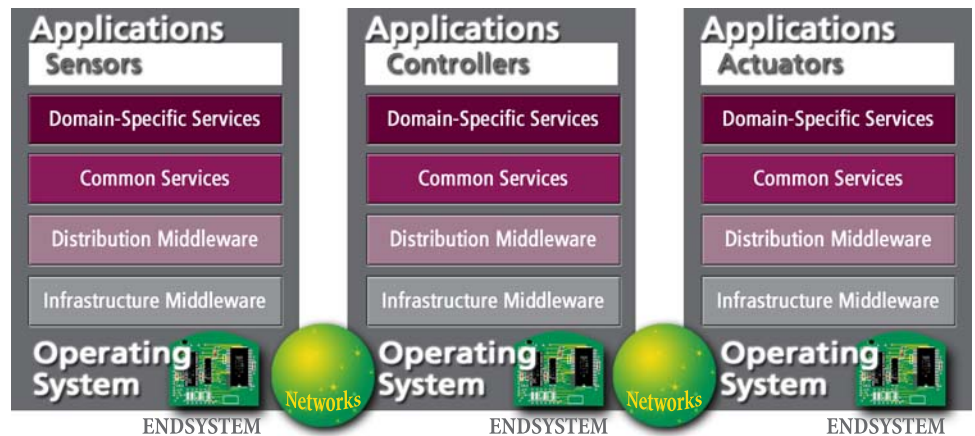 Applications
Sensors
Domain-Specific Services
Common Services
Distribution Middleware
Infrastructure Middleware
Operating
System
ENDSYSTEM
Networks
Applications
Controllers
Domain-Specific Services
Common Services
Distribution Middleware
Infrastructure Middleware
Operating
System
ENDSYSTEM
Networks
Applications
Actuators
Domain-Specific Services
Common Services
Distribution Middleware
Infrastructure Middleware
Operating
System
ENDSYSTEM